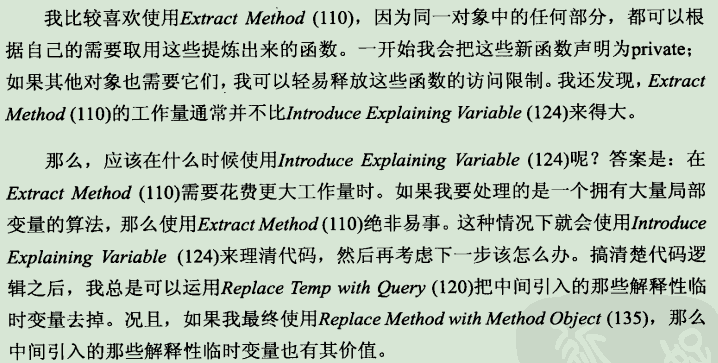 我比较喜欢使用Extract Method (110)，因为同一对象中的任何部分，都可以根
据自己的需要取用这些提炼出来的函数。一开始我会把这些新函数声明为private；
如果其他对象也需要它们，我可以轻易释放这些函数的访问限制。我还发现，Extract
Method (110)的工作量通常并不比Introduce Explaining Variable (124)来得大。
那么，应该在什么时候使用Introduce Explaining Variable (124)呢？答案是：在
Extract Method (110)需要花费更大工作量时。如果我要处理的是一个拥有大量局部
变量的算法，那么使用Extract Method (110)绝非易事。这种情况下就会使用Introduce
Explaining Variable (124)来理清代码，然后再考虑下一步该怎么办。搞清楚代码逻
辑之后，我总是可以运用Replace Temp with Query (120)把中间引入的那些解释性临
时变量去掉。况且，如果我最终使用Replace Method with Method Object (135)，那么
中间引入的那些解释性临时变量也有其价值。